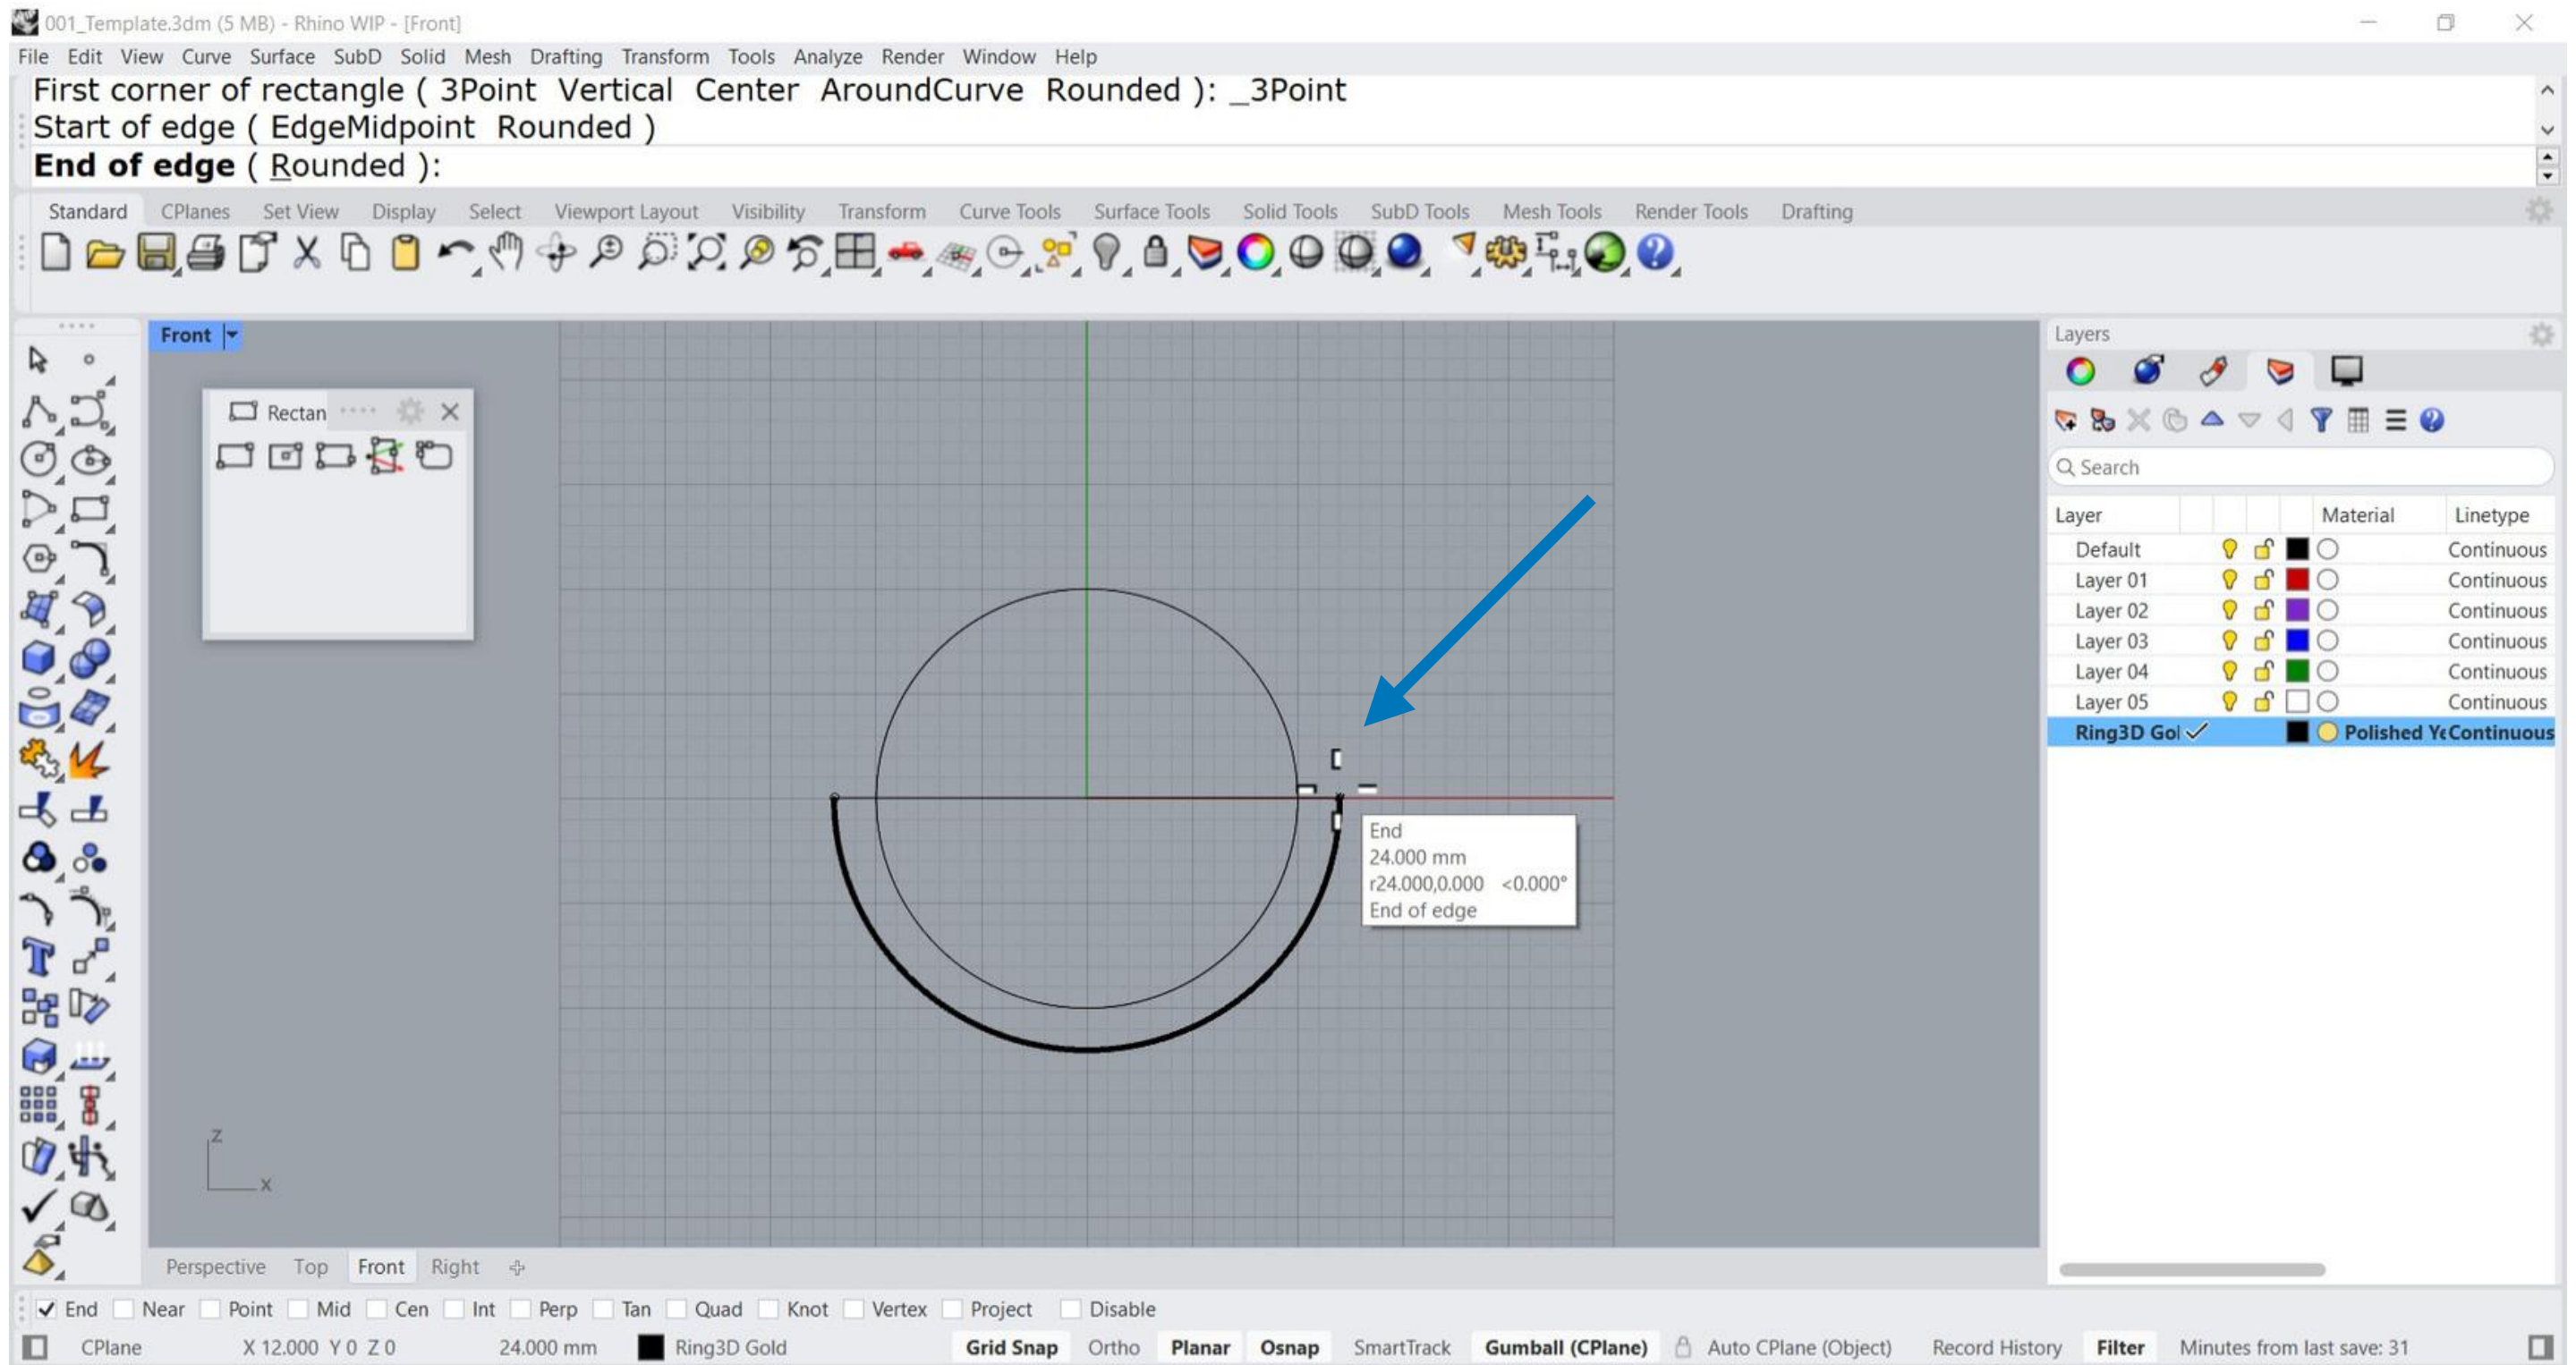 001_Template.3dm (5 MB) - Rhino WIP - [Front]
File Edit View Curve Surface SubD Solid Mesh Drafting Transform Tools Analyze Render Window Help
First corner of rectangle ( 3Point Vertical Center AroundCurve Rounded ): _3Point
Start of edge ( EdgeMidpoint Rounded )
End of edge ( Rounded ):
Standard CPlanes Set View Display Select Viewport Layout Visibility Transform Curve Tools Surface Tools Solid Tools SubD Tools Mesh Tools Render Tools Drafting
Front
Rectan
End
24.000 mm
r24.000,0.000 <0.000°
End of edge
z
x
Layers
Search
Layer Material Linetype
Default Continuous
Layer 01 Continuous
Layer 02 Continuous
Layer 03 Continuous
Layer 04 Continuous
Layer 05 Continuous
Ring3D Gol Polished Ye Continuous
Perspective Top Front Right
End Near Point Mid Cen Int Perp Tan Quad Knot Vertex Project Disable
CPlane X 12.000 Y 0 Z 0 24.000 mm Ring3D Gold Grid Snap Ortho Planar Osnap SmartTrack Gumball (CPlane) Auto CPlane (Object) Record History Filter Minutes from last save: 31